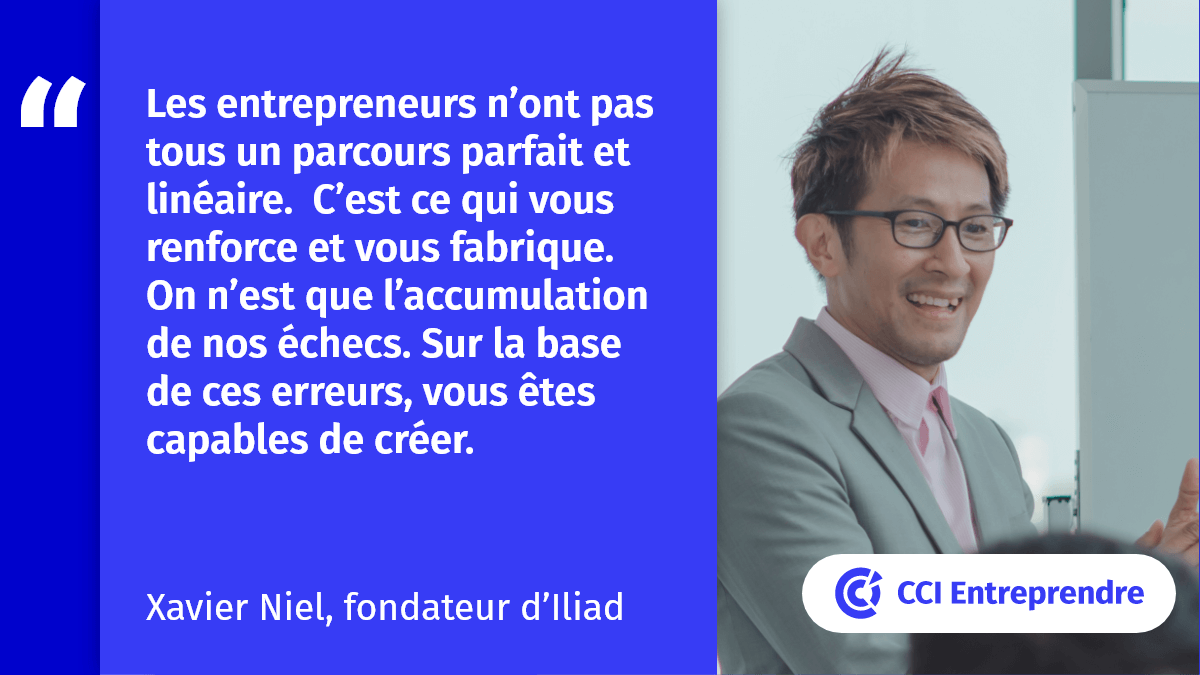 “
Les entrepreneurs n’ont pas
tous un parcours parfait et
linéaire.  C’est ce qui vous
renforce et vous fabrique.
On n’est que l’accumulation
de nos échecs. Sur la base
de ces erreurs, vous êtes
capables de créer.
Xavier Niel, fondateur d’Iliad
CCI Entreprendre